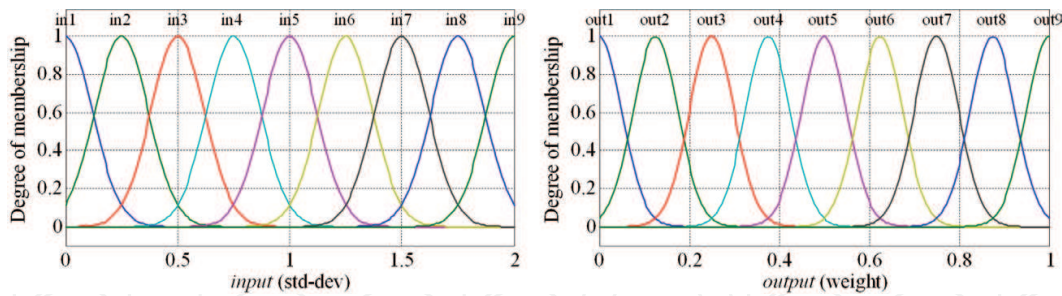 in1 in2 in3 in4 in5 in6 in7 in8 in9
Degree of membership
1
0.8
0.6
0.4
0.2
0
0 0.5 1 1.5 2
input (std-dev)
out1 out2 out3 out4 out5 out6 out7 out8 out9
Degree of membership
1
0.8
0.6
0.4
0.2
0
0 0.2 0.4 0.6 0.8 1
output (weight)